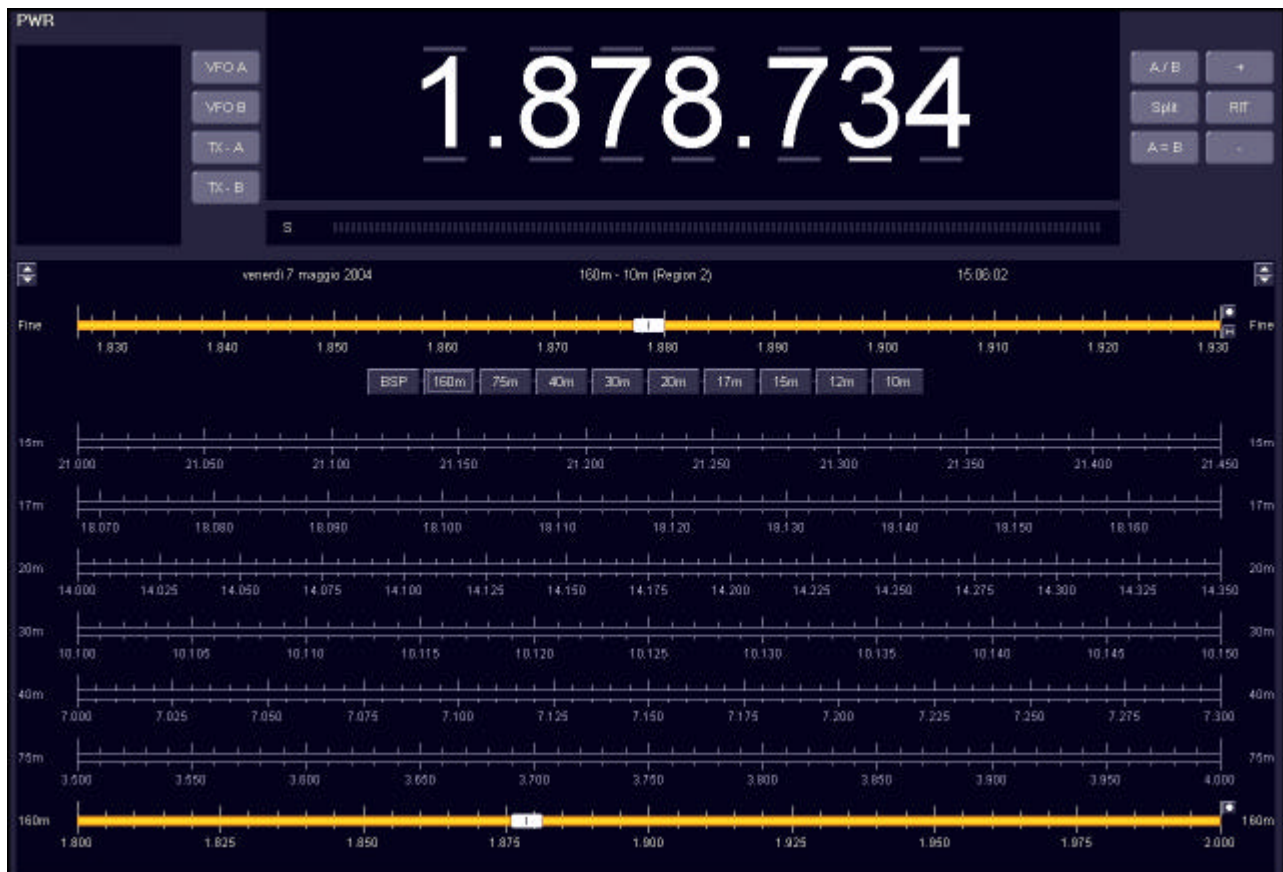 PWR
VFO A
VFO B
TX - A
TX - B
1.878.734
A / B
+
Split
RIT
A = B
-
S
venerdì 7 maggio 2004 160m - 10m (Region 2) 15:06:02
Fine Fine
1.830 1.840 1.850 1.860 1.870 1.880 1.890 1.900 1.910 1.920 1.930
BSP 160m 75m 40m 30m 20m 17m 15m 12m 10m
15m 15m
21.000 21.050 21.100 21.150 21.200 21.250 21.300 21.350 21.400 21.450
17m 17m
18.070 18.080 18.090 18.100 18.110 18.120 18.130 18.140 18.150 18.160
20m 20m
14.000 14.025 14.050 14.075 14.100 14.125 14.150 14.175 14.200 14.225 14.250 14.275 14.300 14.325 14.350
30m 30m
10.100 10.105 10.110 10.115 10.120 10.125 10.130 10.135 10.140 10.145 10.150
40m 40m
7.000 7.025 7.050 7.075 7.100 7.125 7.150 7.175 7.200 7.225 7.250 7.275 7.300
75m 75m
3.500 3.550 3.600 3.650 3.700 3.750 3.800 3.850 3.900 3.950 4.000
160m 160m
1.800 1.825 1.850 1.875 1.900 1.925 1.950 1.975 2.000